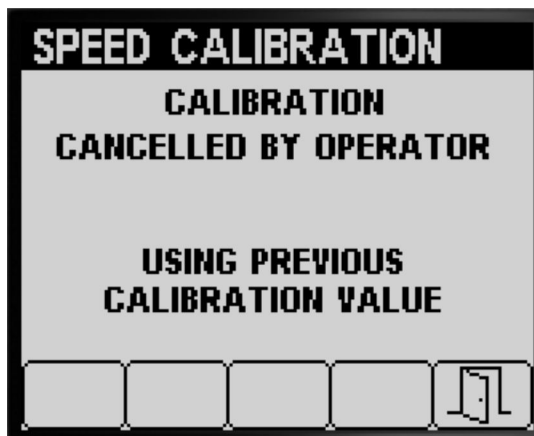 SPEED CALIBRATION
CALIBRATION
CANCELLED BY OPERATOR
USING PREVIOUS
CALIBRATION VALUE